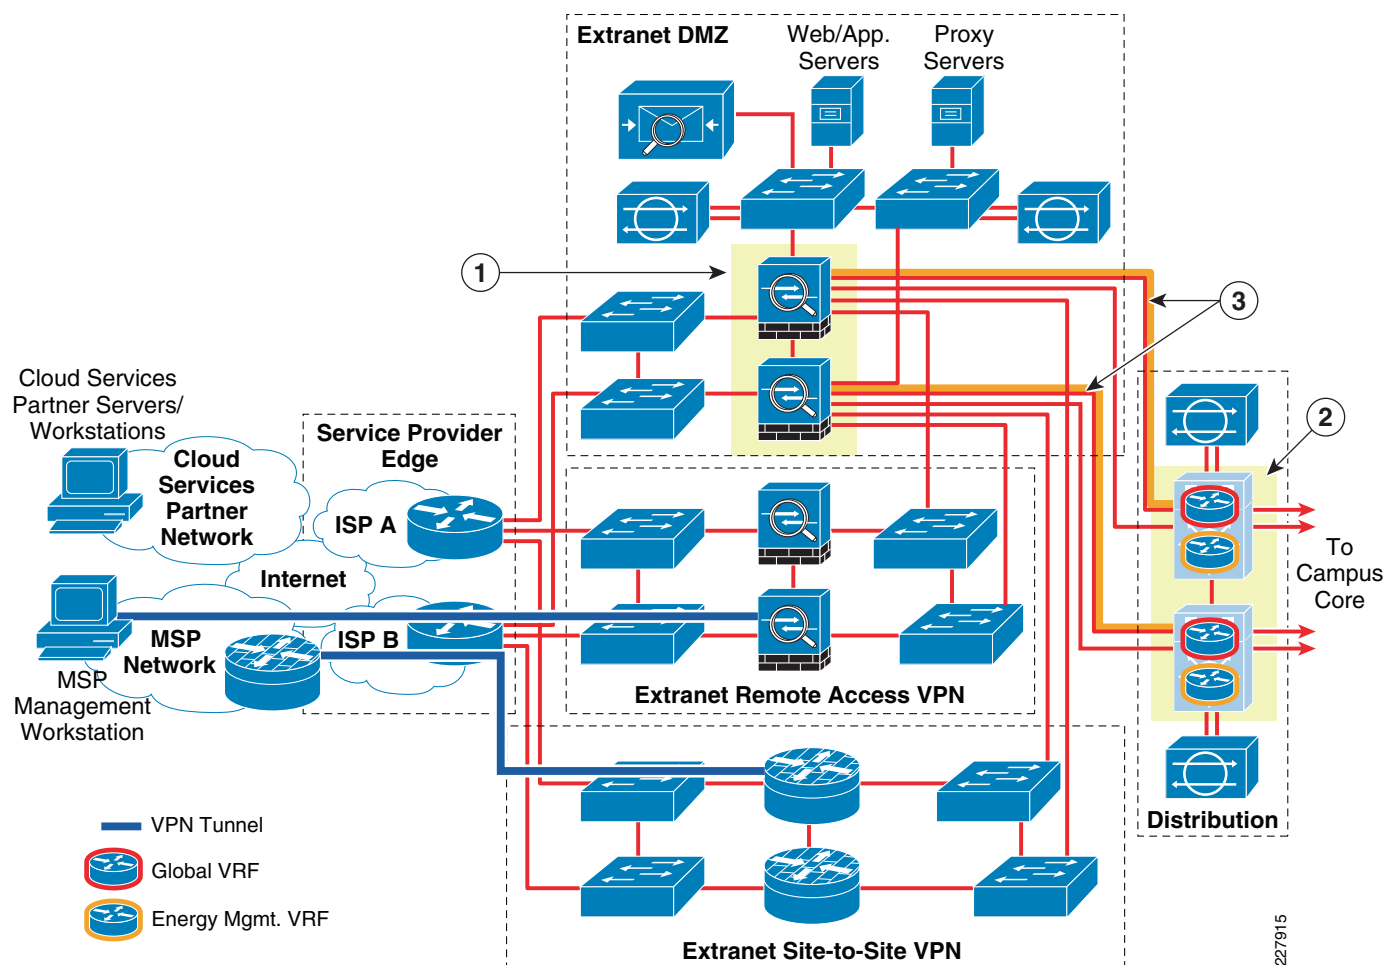 Extranet DMZ
Web/App.
Servers
Proxy
Servers
1
3
2
Cloud Services
Partner Servers/
Workstations
Service Provider
Edge
Cloud
Services
Partner
Network
ISP A
Internet
To
Campus
Core
MSP
Network
ISP B
MSP
Management
Workstation
Extranet Remote Access VPN
Distribution
VPN Tunnel
Global VRF
Energy Mgmt. VRF
Extranet Site-to-Site VPN
227915